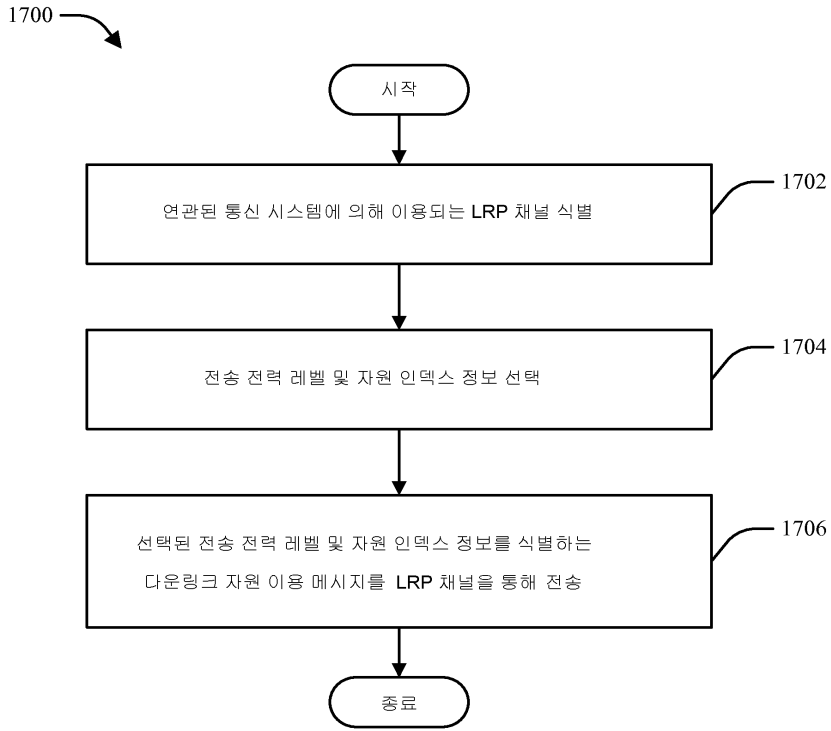 1700
시작
연관된 통신 시스템에 의해 이용되는 LRP 채널 식별
1702
전송 전력 레벨 및 자원 인덱스 정보 선택
1704
선택된 전송 전력 레벨 및 자원 인덱스 정보를 식별하는
다운링크 자원 이용 메시지를 LRP 채널을 통해 전송
1706
종료